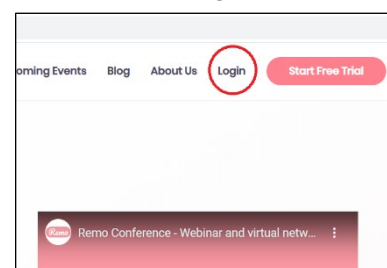 oming Events Blog About Us Login Start Free Trial
Remo Remo Conference - Webinar and virtual netw...